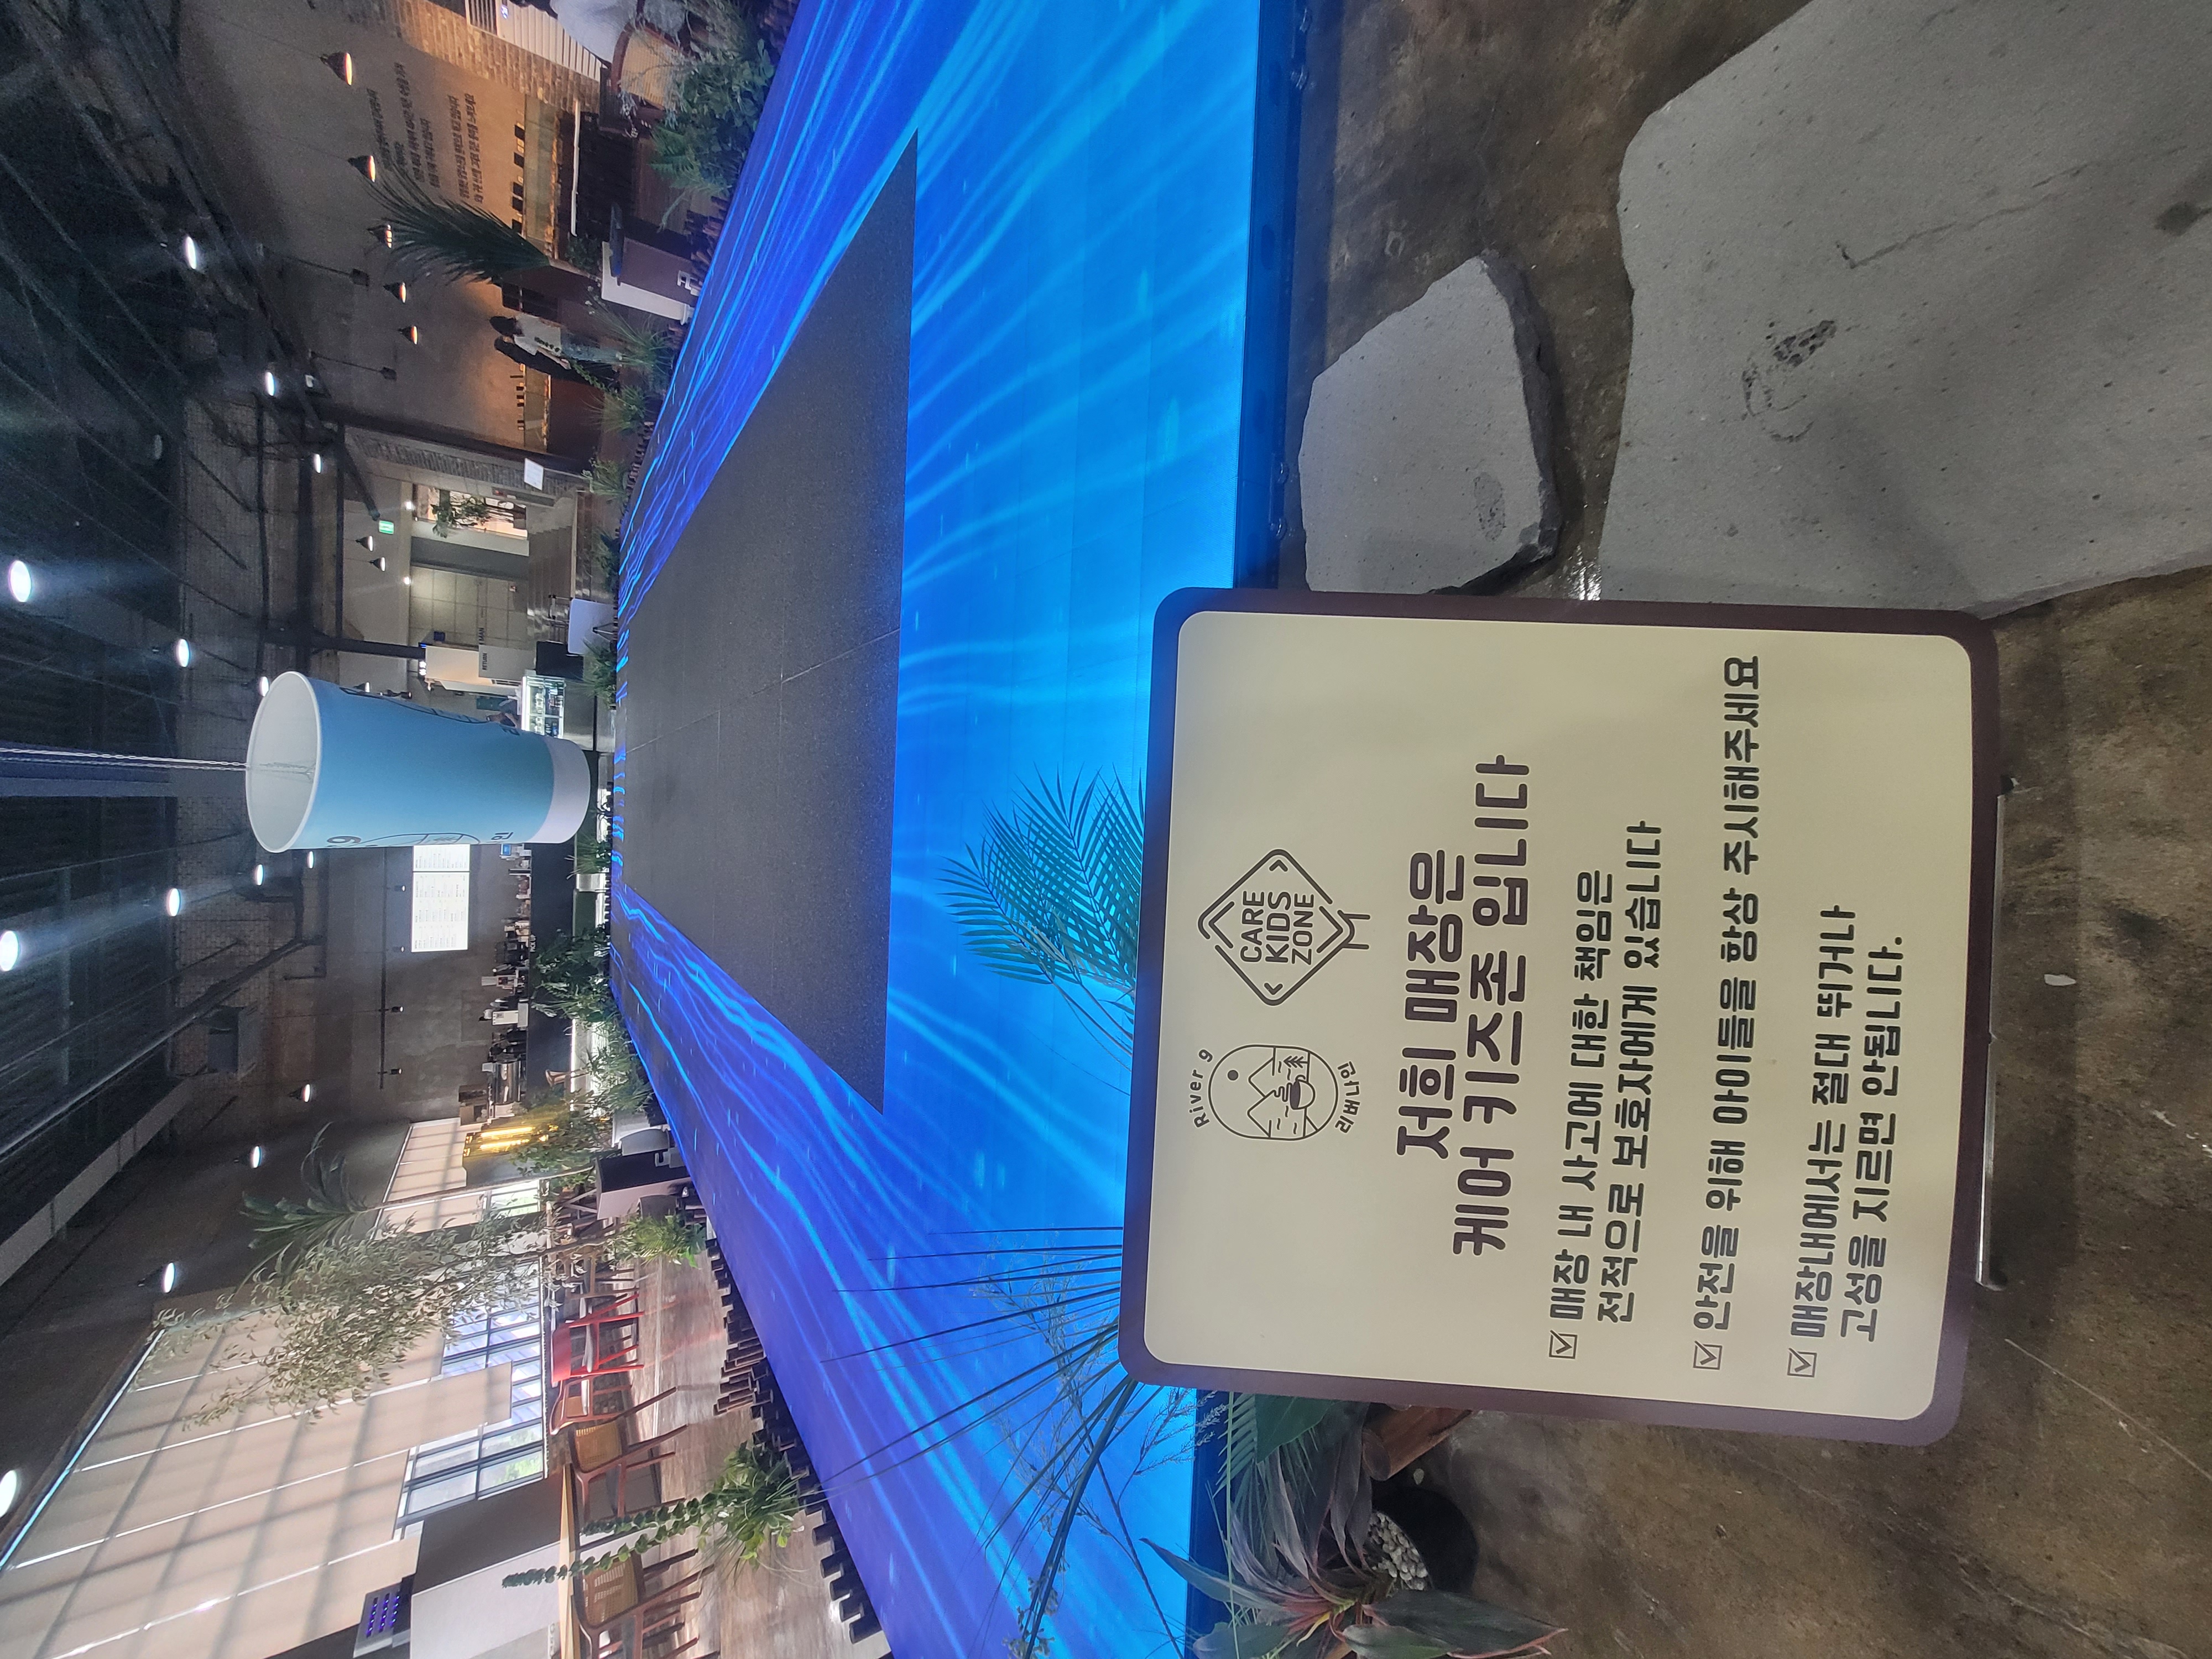 River 9
리버나인
CARE
KIDS
ZONE
저희 매장은
케어 키즈존 입니다
매장 내 사고에 대한 책임은
전적으로 보호자에게 있습니다
안전을 위해 아이들을 항상 주시해주세요
매장내에서는 절대 뛰거나
고성을 지르면 안됩니다.